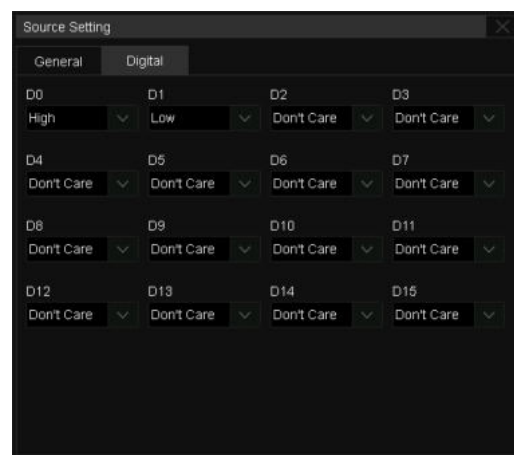 Source Setting
General Digital
D0 D1 D2 D3
High Low Don't Care Don't Care
D4 D5 D6 D7
Don't Care Don't Care Don't Care Don't Care
D8 D9 D10 D11
Don't Care Don't Care Don't Care Don't Care
D12 D13 D14 D15
Don't Care Don't Care Don't Care Don't Care